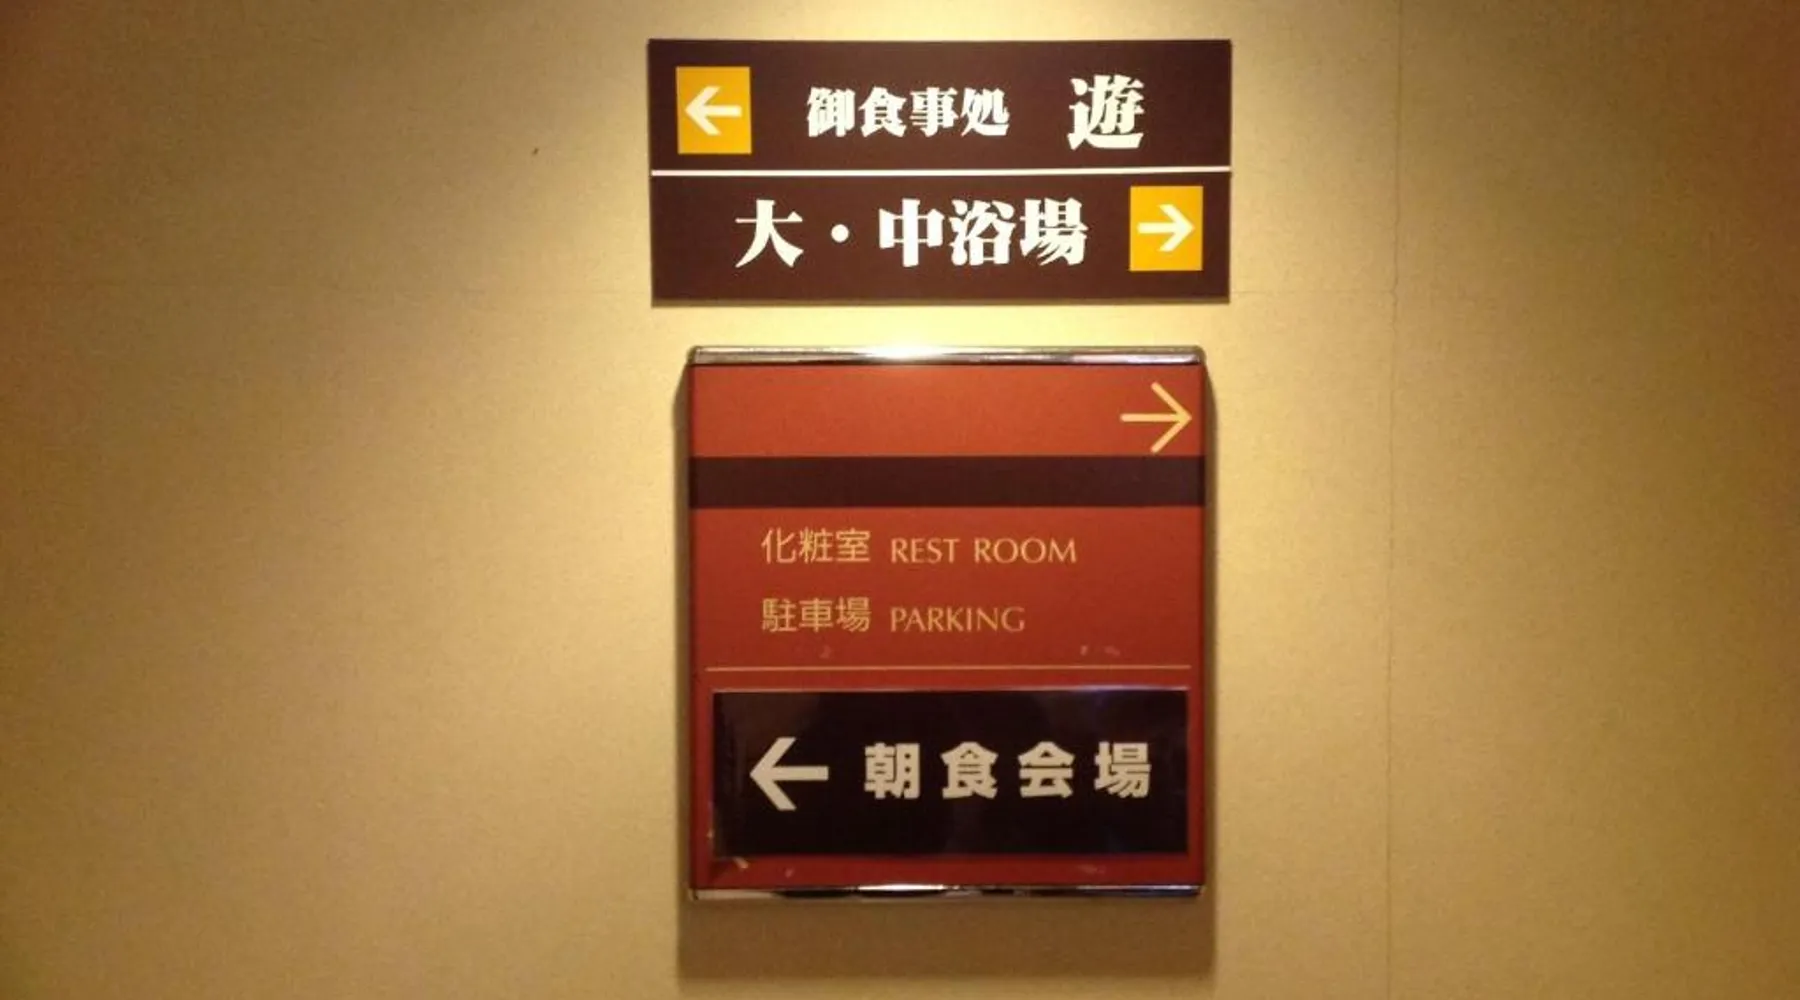 ← 御食事処 遊
大・中浴場 →
→
化粧室 REST ROOM
駐車場 PARKING
← 朝食会場